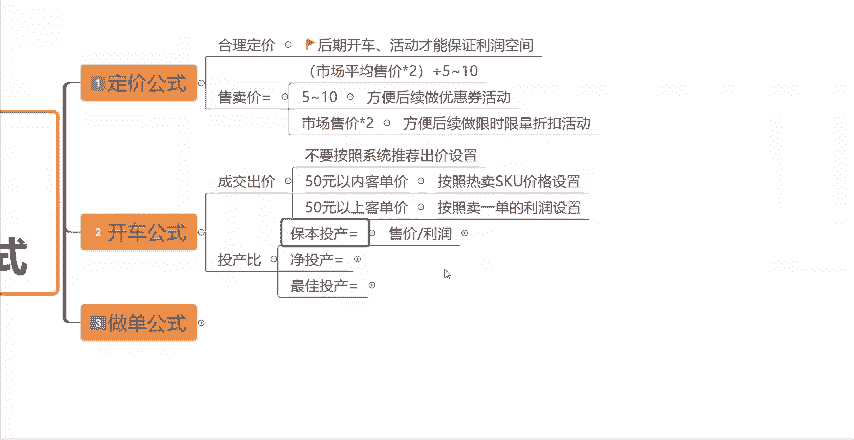 合理定价
后期开车、活动才能保证利润空间
1 定价公式
（市场平均售价*2）+5~10
售卖价=
5~10
方便后续做优惠券活动
市场售价*2
方便后续做限时限量折扣活动
不要按照系统推荐出价设置
成交出价
50元以内客单价
按照热卖SKU价格设置
50元以上客单价
按照卖一单的利润设置
2 开车公式
保本投产=
售价/利润
投产比
净投产=
最佳投产=
式
3 做单公式